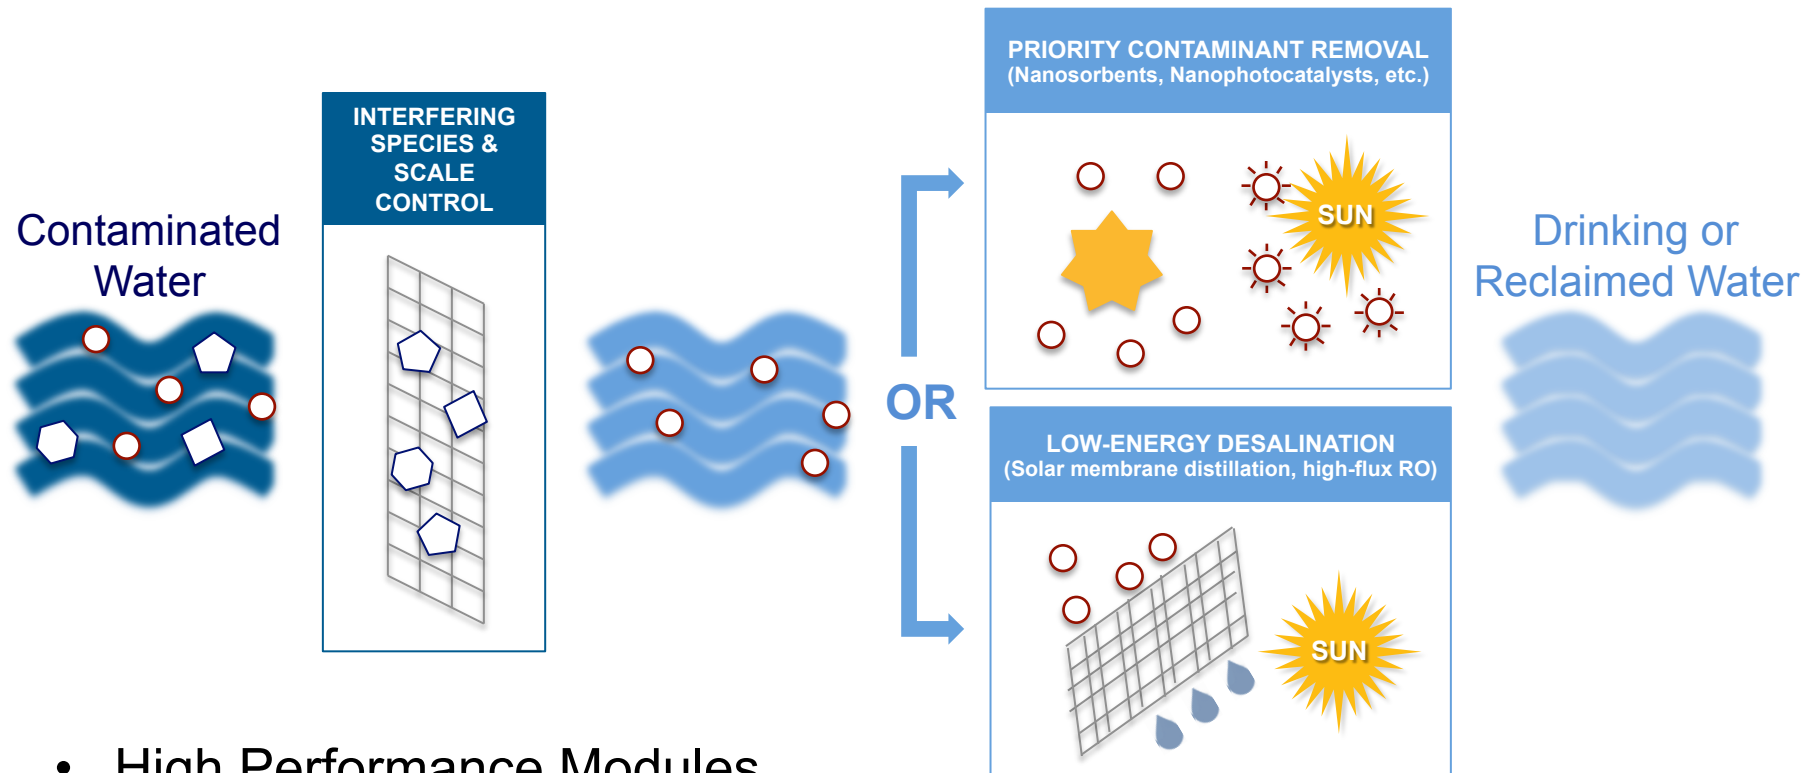 Contaminated
Water
INTERFERING
SPECIES &
SCALE
CONTROL
OR
PRIORITY CONTAMINANT REMOVAL
(Nanosorbents, Nanophotocatalysts, etc.)
SUN
LOW-ENERGY DESALINATION
(Solar membrane distillation, high-flux RO)
SUN
Drinking or
Reclaimed Water
• High Performance Modules